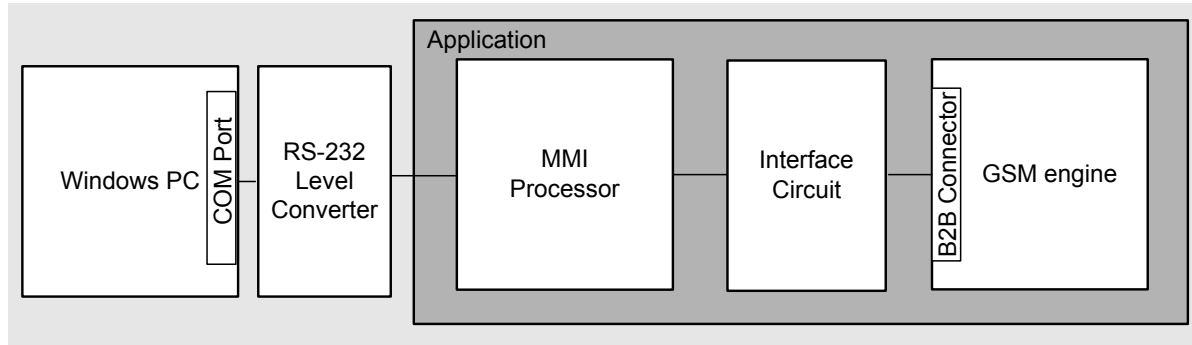 Application
Windows PC
COM Port
RS-232
Level
Converter
MMI
Processor
Interface
Circuit
B2B Connector
GSM engine